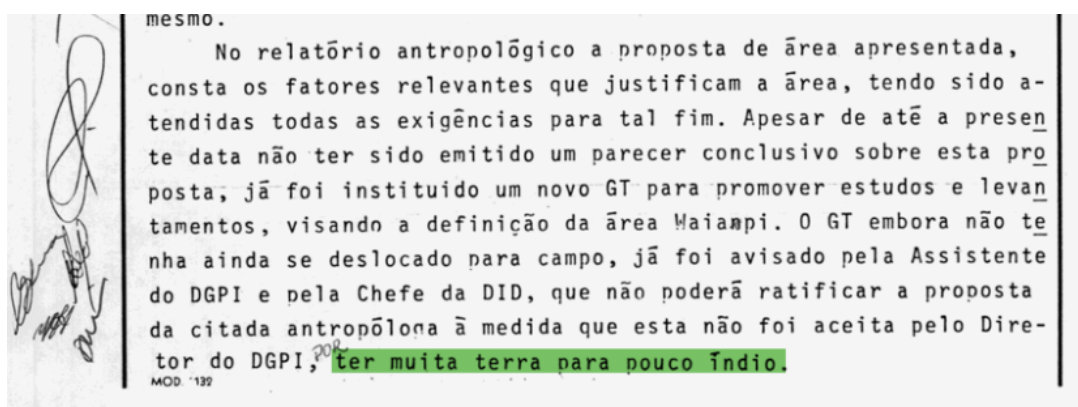 mesmo.
No relatório antropológico a proposta de área apresentada,
consta os fatores relevantes que justificam a área, tendo sido a-
tendidas todas as exigências para tal fim. Apesar de até a presen
te data não ter sido emitido um parecer conclusivo sobre esta pro
posta, já foi instituido um novo GT para promover estudos e levan
tamentos, visando a definição da área Waiampi. O GT embora não te
nha ainda se deslocado para campo, já foi avisado pela Assistente
do DGPI e pela Chefe da DID, que não poderá ratificar a proposta
da citada antropóloga à medida que esta não foi aceita pelo Dire-
tor do DGPI, POR ter muita terra para pouco índio.
MOD. 139